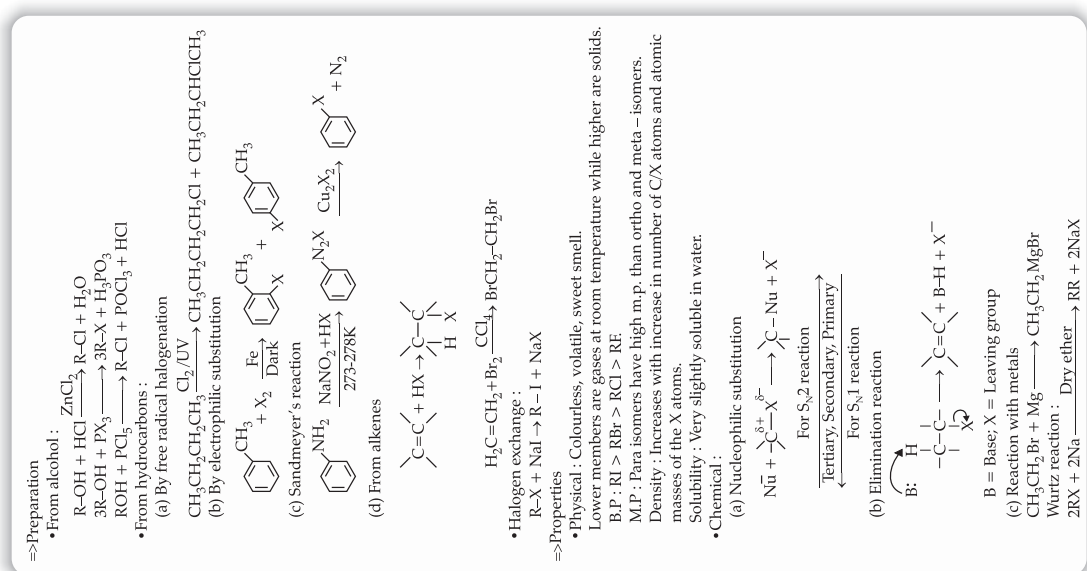 =>Preparation
•From alcohol :
R–OH + HCl —ZnCl₂→ R–Cl + H₂O
3R–OH + PX₃ ⟶ 3R–X + H₃PO₃
ROH + PCl₅ ⟶ R–Cl + POCl₃ + HCl
•From hydrocarbons :
(a) By free radical halogenation
CH₃CH₂CH₂CH₃ —Cl₂/UV→ CH₃CH₂CH₂CH₂Cl + CH₃CH₂CHClCH₃
(b) By electrophilic substitution
CH₃ + X₂ —Fe Dark→ CH₃ X + CH₃ X
(c) Sandmeyer's reaction
NH₂ —NaNO₂+HX 273-278K→ N₂X —Cu₂X₂→ X + N₂
(d) From alkenes
C=C + HX → C–C H X
H₂C=CH₂+Br₂ —CCl₄→ BrCH₂–CH₂Br
•Halogen exchange :
R–X + NaI → R – I + NaX
=>Properties
•Physical : Colourless, volatile, sweet smell.
Lower members are gases at room temperature while higher are solids.
B.P : RI > RBr > RCl > RF.
M.P : Para isomers have high m.p. than ortho and meta – isomers.
Density : Increases with increase in number of C/X atoms and atomic
masses of the X atoms.
Solubility : Very slightly soluble in water.
•Chemical :
(a) Nucleophilic substitution
Nū + –C^δ+–X^δ– ⟶ C – Nu + X⁻
For S_N2 reaction
Tertiary, Secondary, Primary
For S_N1 reaction
(b) Elimination reaction
B: H –C–C– X ⟶ C=C + B-H + X⁻
B = Base; X = Leaving group
(c) Reaction with metals
CH₃CH₂Br + Mg ⟶ CH₃CH₂MgBr
Wurtz reaction :
2RX + 2Na —Dry ether→ RR + 2NaX